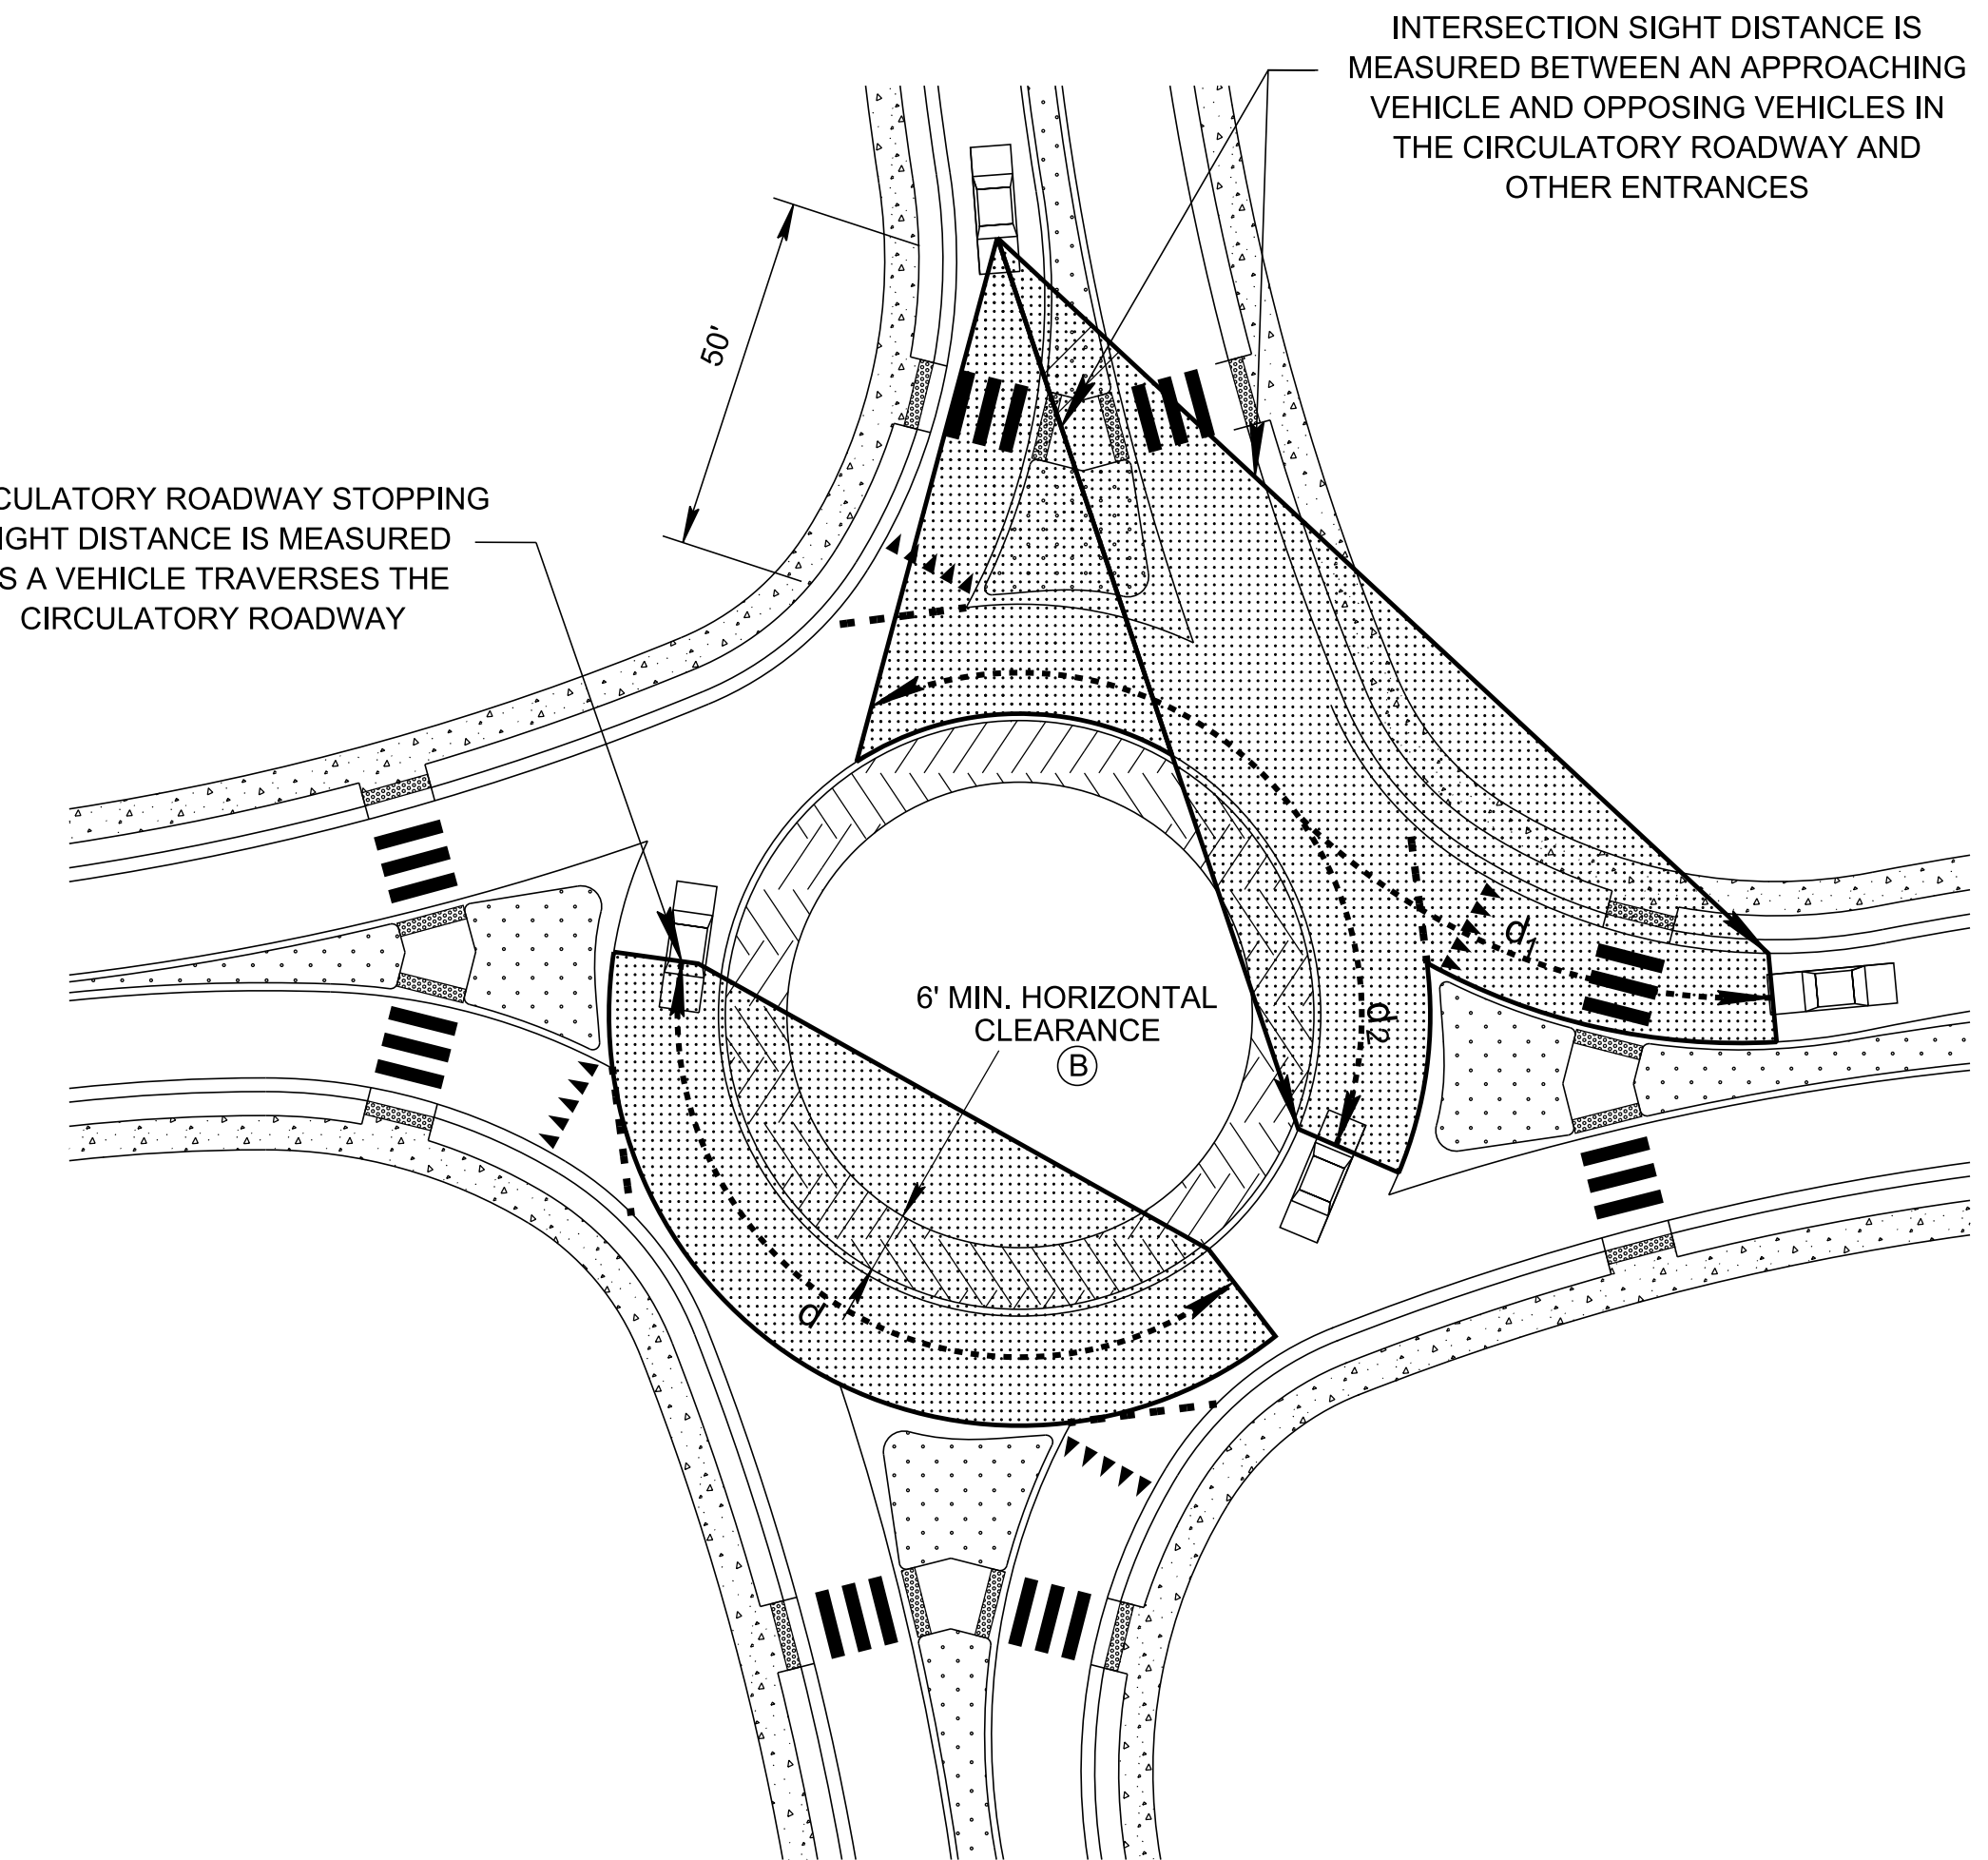 INTERSECTION SIGHT DISTANCE IS
MEASURED BETWEEN AN APPROACHING
VEHICLE AND OPPOSING VEHICLES IN
THE CIRCULATORY ROADWAY AND
OTHER ENTRANCES
50'
CULATORY ROADWAY STOPPING
IGHT DISTANCE IS MEASURED
S A VEHICLE TRAVERSES THE
CIRCULATORY ROADWAY
d1
6' MIN. HORIZONTAL
CLEARANCE
B
d2
d